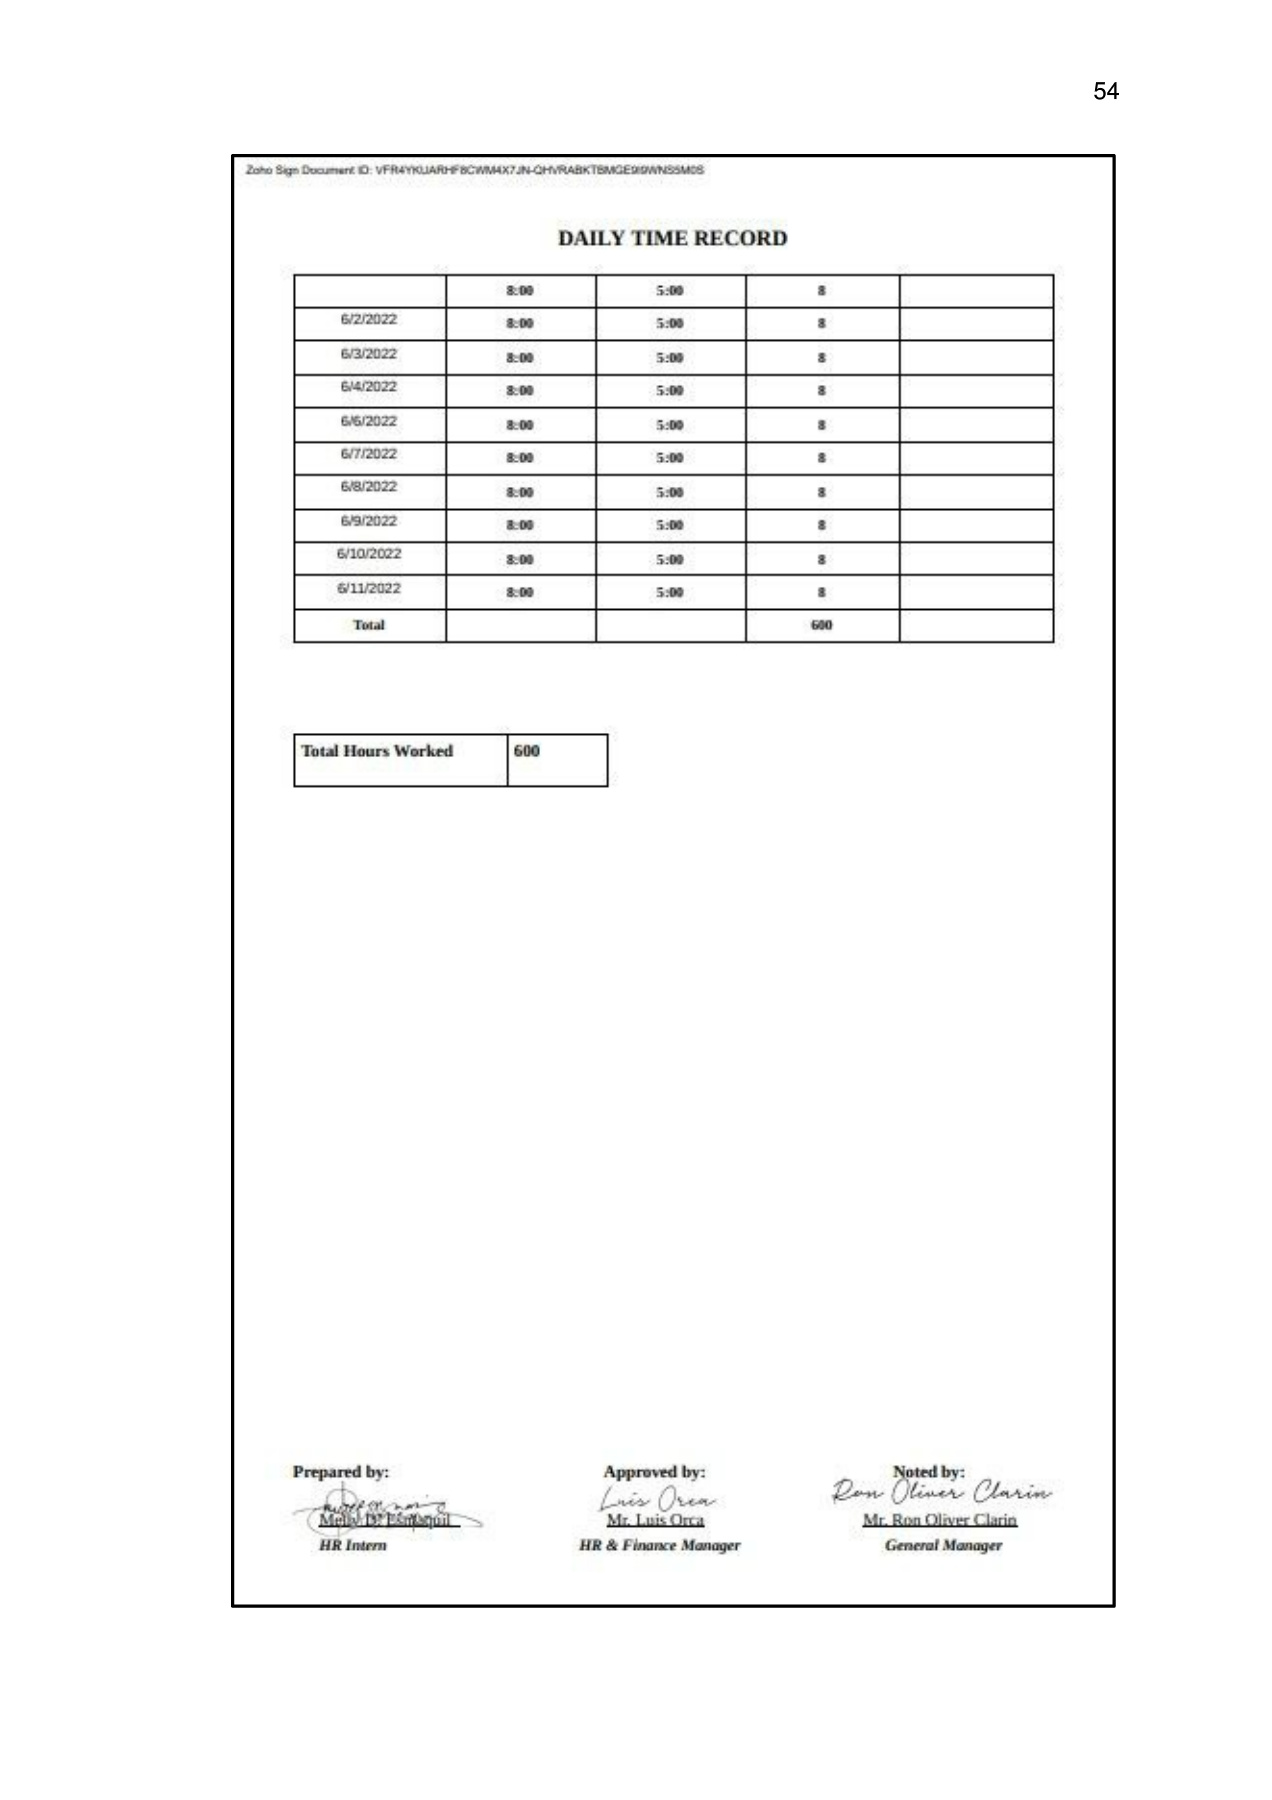 54
DAILY TIME RECORD
8:00 5:00 8
6/2/2022 8:00 5:00 8
6/3/2022 8:00 5:00 8
6/4/2022 8:00 5:00 8
6/6/2022 8:00 5:00 8
6/7/2022 8:00 5:00 8
6/8/2022 8:00 5:00 8
6/9/2022 8:00 5:00 8
6/10/2022 8:00 5:00 8
6/11/2022 8:00 5:00 8
Total 600
Total Hours Worked 600
Prepared by: Approved by: Noted by:
Luis Orca Ron Oliver Clarin
Melly D. Mr. Luis Orca Mr. Ron Oliver Clarin
HR Intern HR & Finance Manager General Manager
Zoho Sign Document ID: